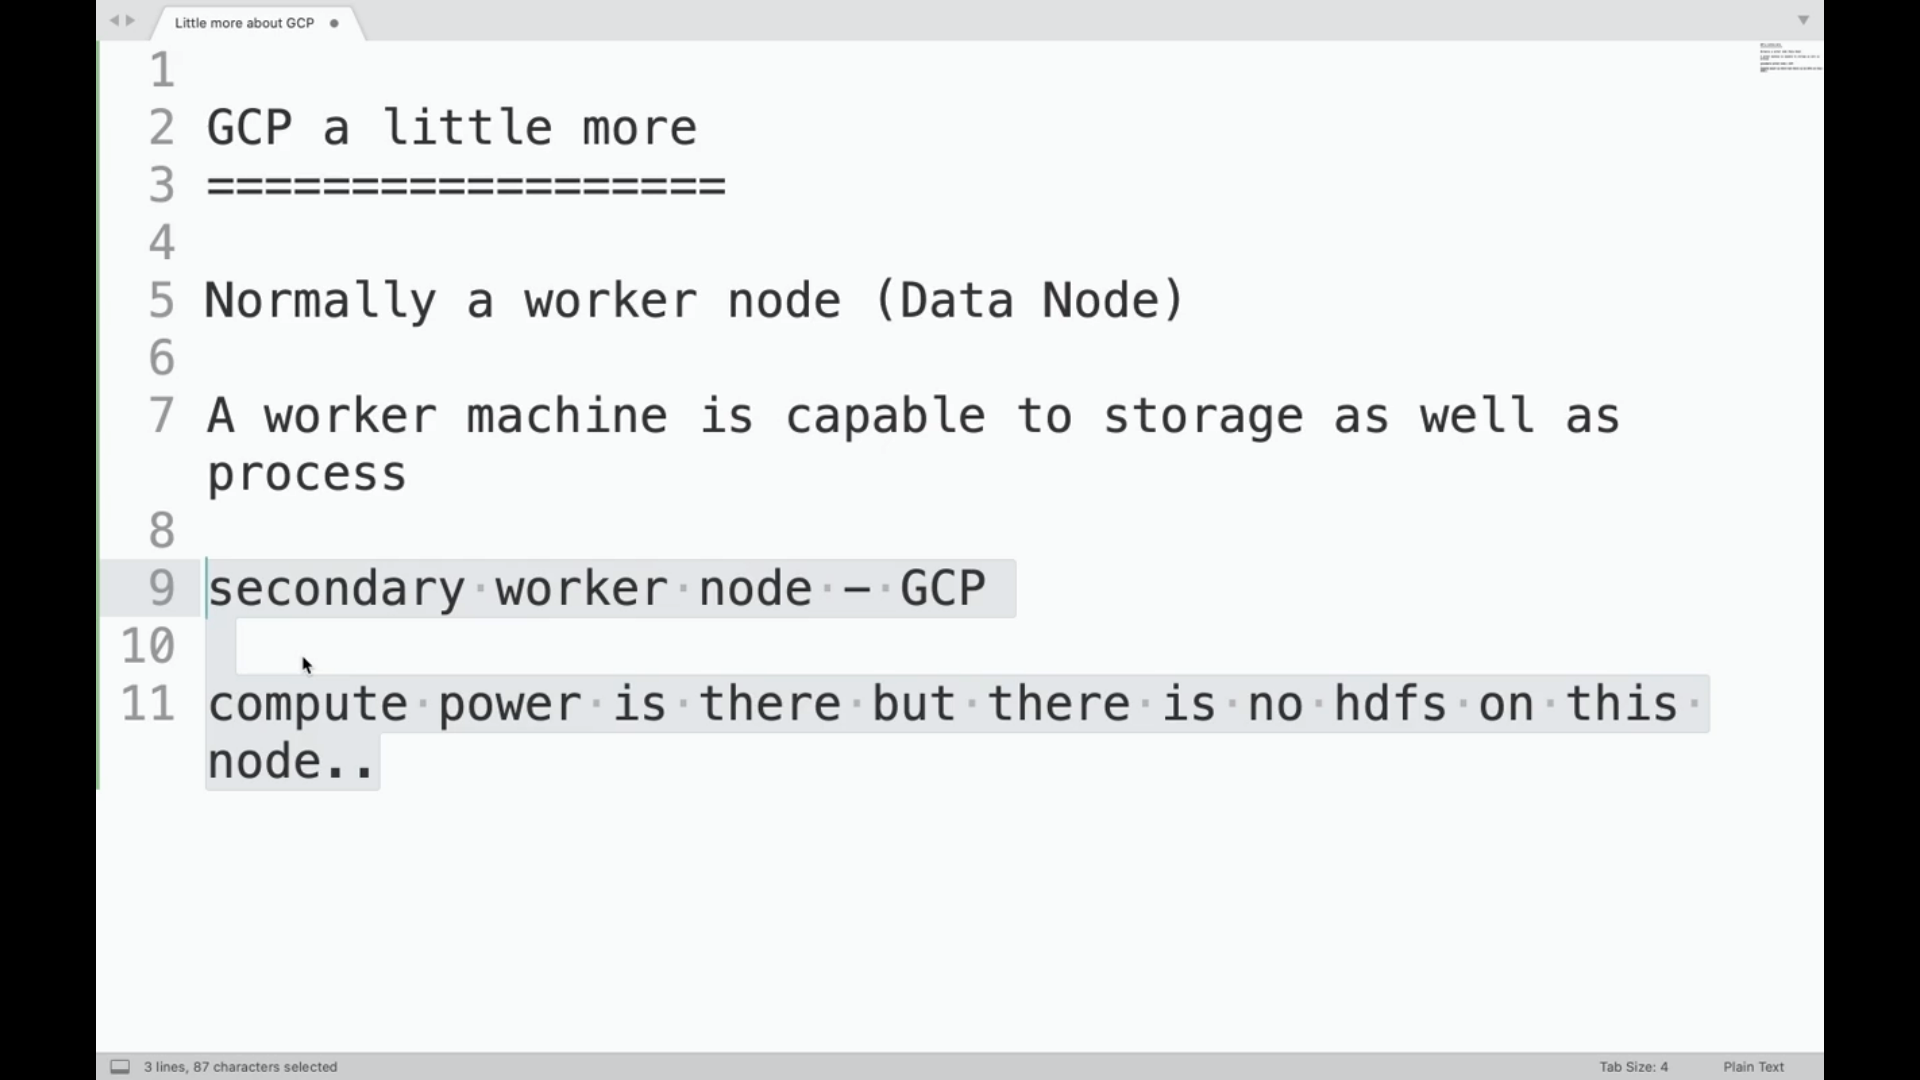 Little more about GCP
1
2 GCP a little more
3 ==================
4
5 Normally a worker node (Data Node)
6
7 A worker machine is capable to storage as well as
process
8
9 secondary worker node - GCP
10
11 compute power is there but there is no hdfs on this
node..
3 lines, 87 characters selected
Tab Size: 4
Plain Text